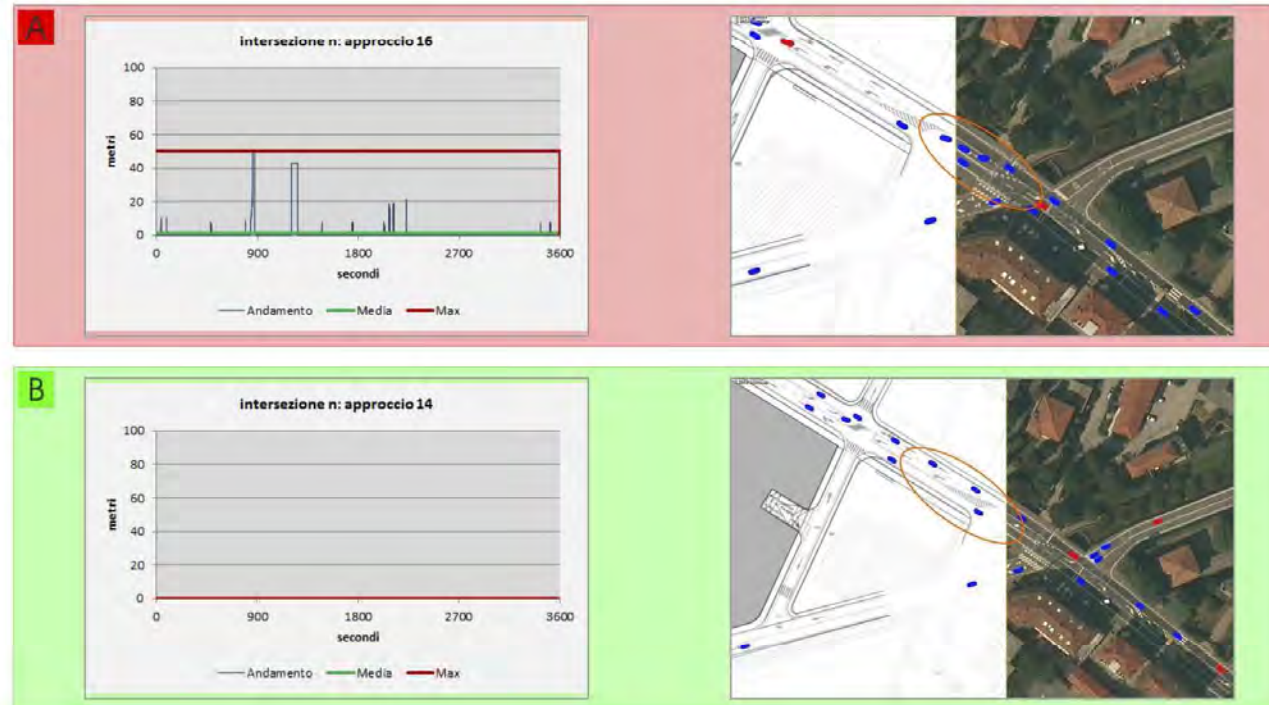 A
intersezione n: approccio 16
100
80
60
40
20
0
metri
0 900 1800 2700 3600
secondi
Andamento Media Max
B
intersezione n: approccio 14
100
80
60
40
20
0
metri
0 900 1800 2700 3600
secondi
Andamento Media Max